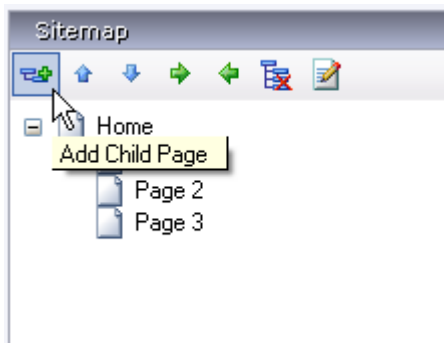 Sitemap
Home
Add Child Page
Page 2
Page 3